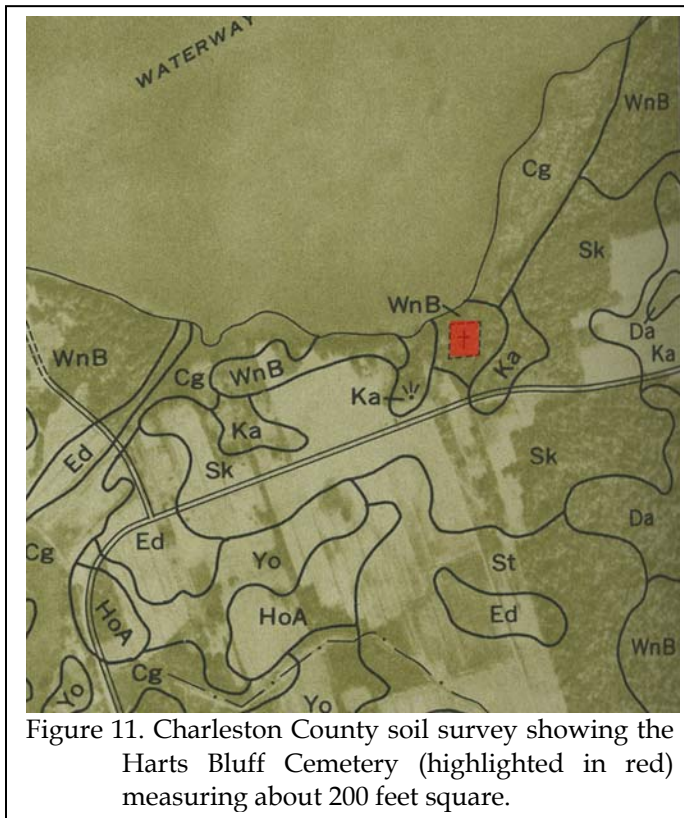 WATERWAY
WnB
Cg
Sk
WnB
Da
Ka
WnB
Cg
WnB
Ka
Ka
Ka
Ed
Sk
Sk
Ed
Yo
St
Da
Cg
HoA
HoA
Ed
WnB
Cg
Yo
Yo
Figure 11. Charleston County soil survey showing the
Harts Bluff Cemetery (highlighted in red)
measuring about 200 feet square.